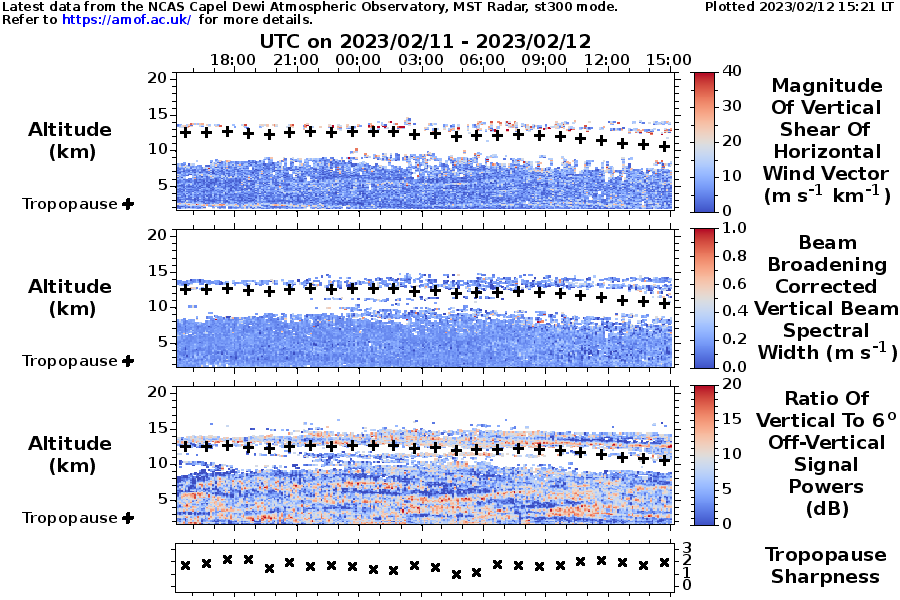 Latest data from the NCAS Capel Dewi Atmospheric Observatory, MST Radar, st300 mode.
Plotted 2023/02/12 15:21 LT
Refer to https://amof.ac.uk/ for more details.
UTC on 2023/02/11 - 2023/02/12
18:00 21:00 00:00 03:00 06:00 09:00 12:00 15:00
Altitude
(km)
Tropopause +
20
15
10
5
40
30
20
10
0
Magnitude
Of Vertical
Shear Of
Horizontal
Wind Vector
(m s⁻¹ km⁻¹)
Altitude
(km)
Tropopause +
20
15
10
5
1.0
0.8
0.6
0.4
0.2
0.0
Beam
Broadening
Corrected
Vertical Beam
Spectral
Width (m s⁻¹)
Altitude
(km)
Tropopause +
20
15
10
5
20
15
10
5
0
Ratio Of
Vertical To 6°
Off-Vertical
Signal
Powers
(dB)
3
2
1
0
Tropopause
Sharpness